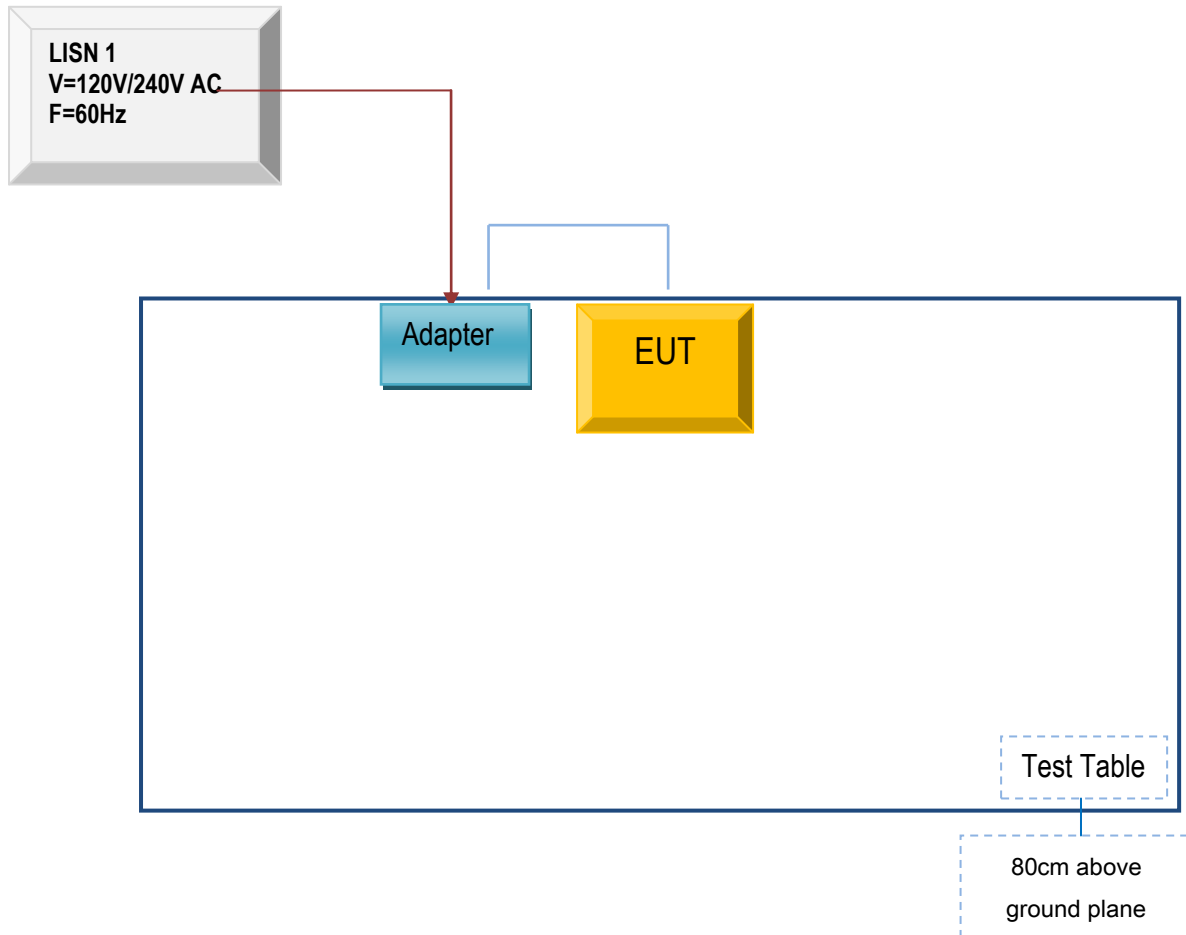 LISN 1
V=120V/240V AC
F=60Hz
Adapter
EUT
Test Table
80cm above
ground plane